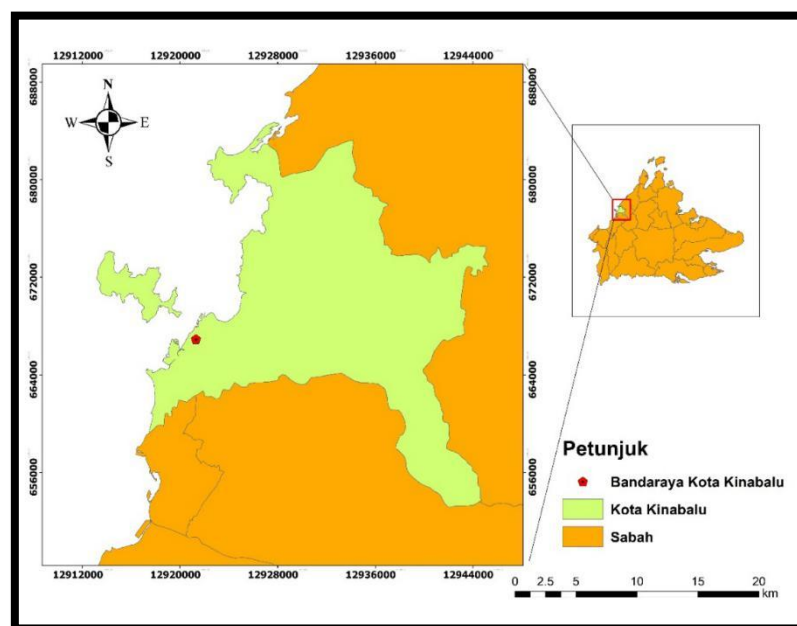 12912000 12920000 12928000 12936000 12944000
688000
680000
672000
664000
656000
688000
680000
672000
664000
656000
N
W E
S
12912000 12920000 12928000 12936000 12944000
Petunjuk
Bandaraya Kota Kinabalu
Kota Kinabalu
Sabah
0 2.5 5 10 15 20
km